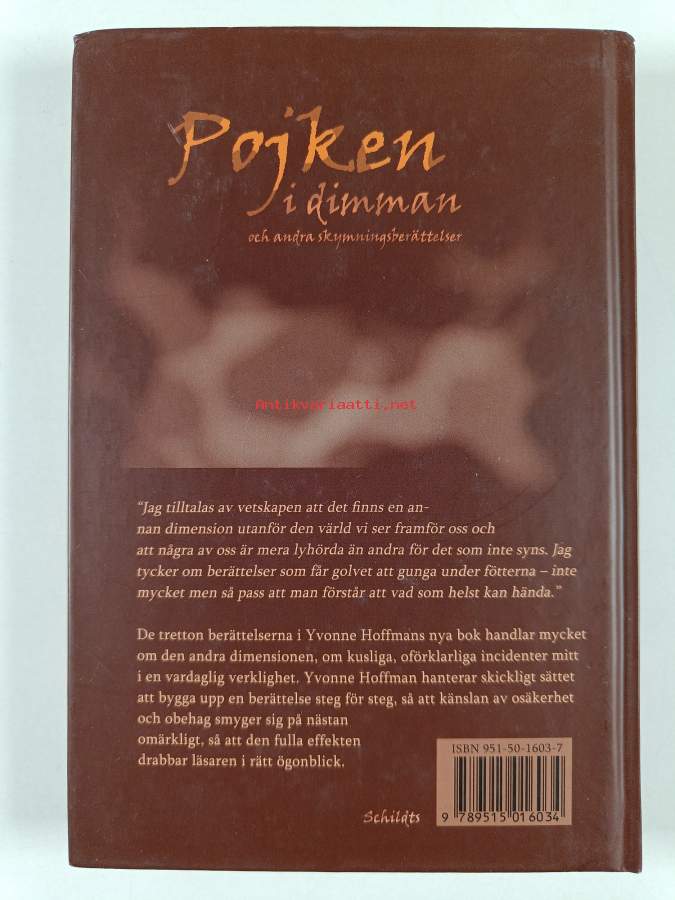 Pojken
i dimman
och andra skymningsberättelser
Antikvariaatti.net
”Jag tilltalas av vetskapen att det finns en an-
nan dimension utanför den värld vi ser framför oss och
att några av oss är mera lyhörda än andra för det som inte syns. Jag
tycker om berättelser som får golvet att gunga under fötterna – inte
mycket men så pass att man förstår att vad som helst kan hända.”
De tretton berättelserna i Yvonne Hoffmans nya bok handlar mycket
om den andra dimensionen, om kusliga, oförklarliga incidenter mitt
i en vardaglig verklighet. Yvonne Hoffman hanterar skickligt sättet
att bygga upp en berättelse steg för steg, så att känslan av osäkerhet
och obehag smyger sig på nästan
omärkligt, så att den fulla effekten
drabbar läsaren i rätt ögonblick.
ISBN 951-50-1603-7
9 789515 016034
Schildts